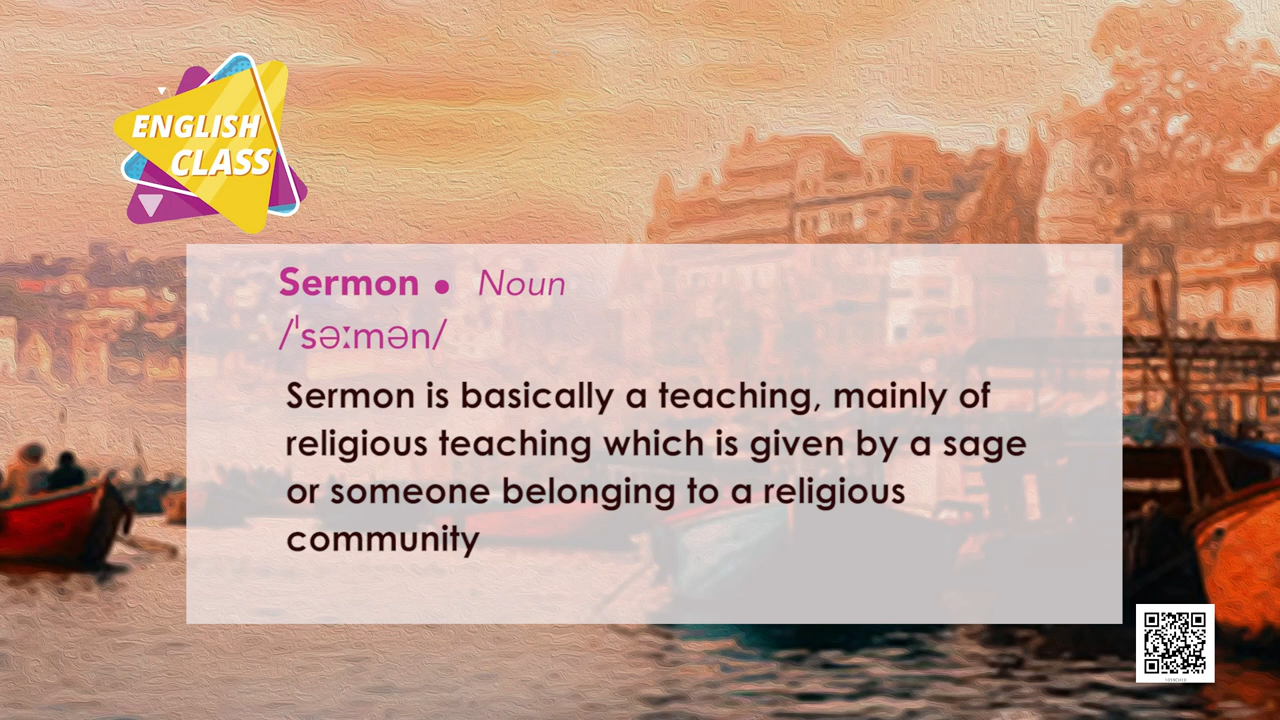 ENGLISH
CLASS
Sermon • Noun
/ˈsəːmən/
Sermon is basically a teaching, mainly of
religious teaching which is given by a sage
or someone belonging to a religious
community